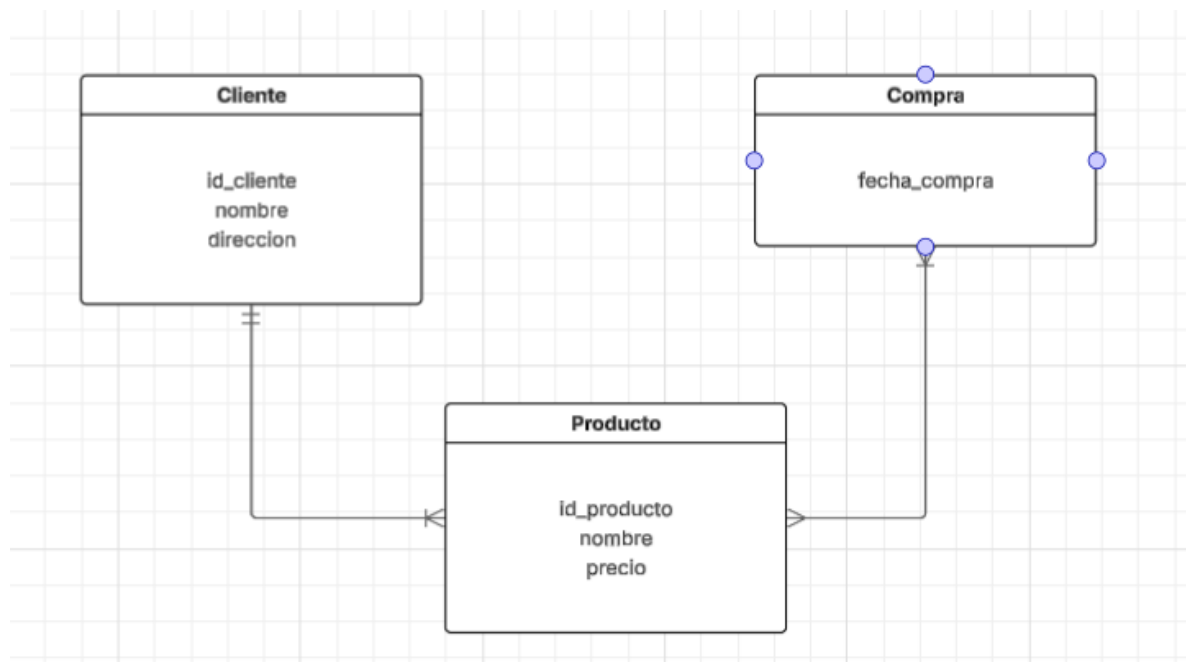 Cliente
id_cliente
nombre
direccion
Compra
fecha_compra
Producto
id_producto
nombre
precio